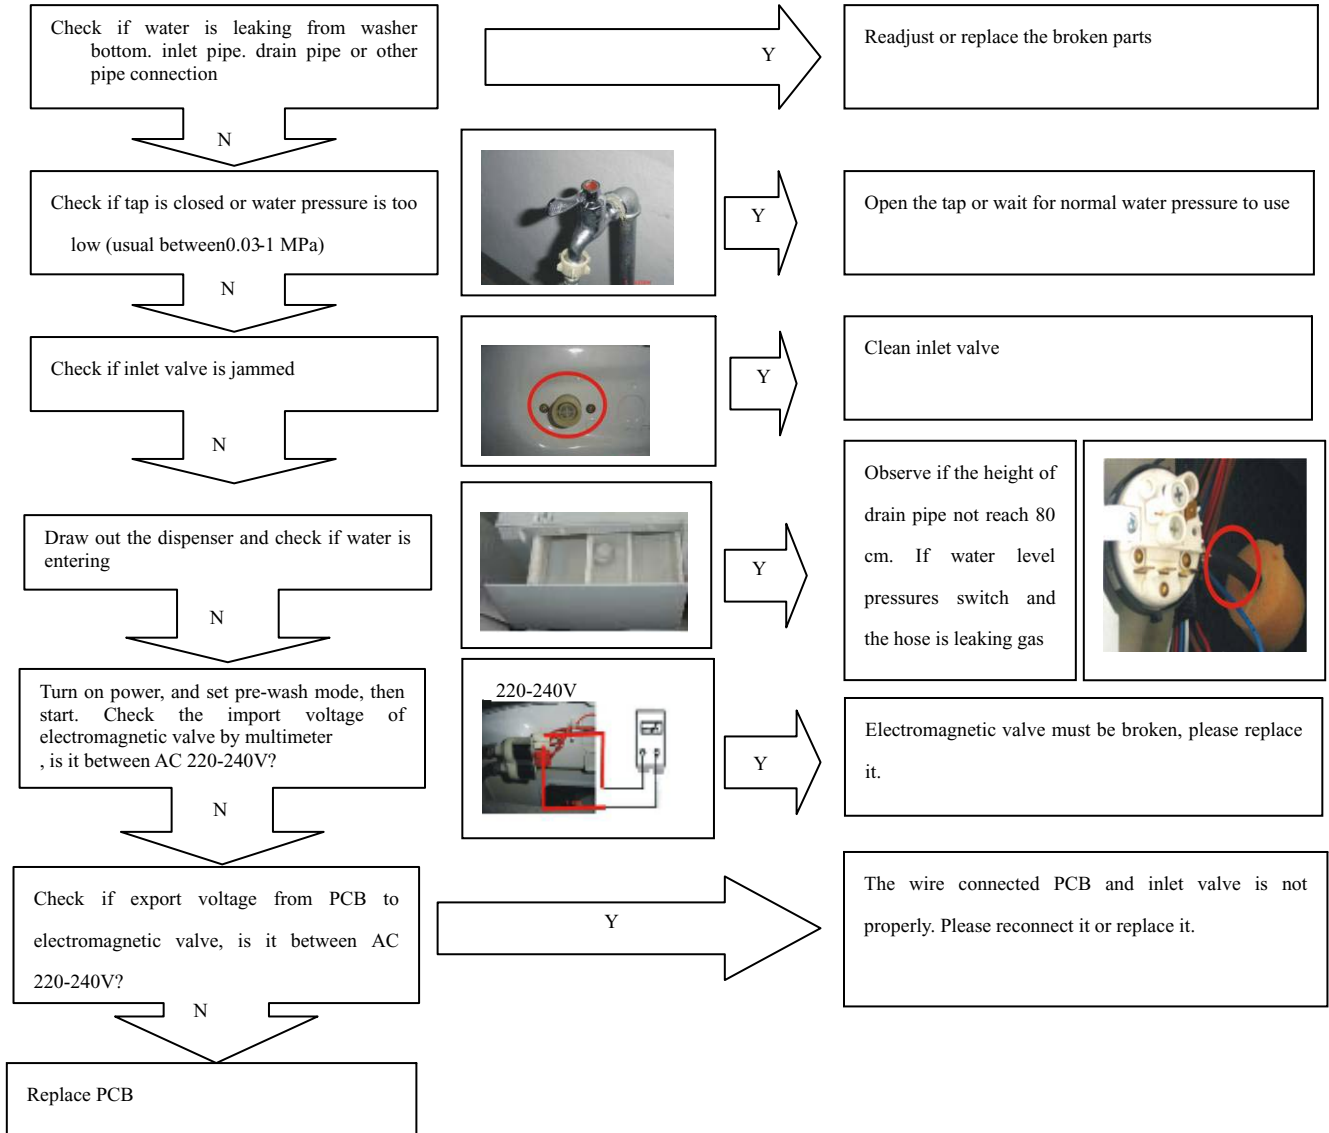 Check if water is leaking from washer
bottom. inlet pipe. drain pipe or other
pipe connection
Y
Readjust or replace the broken parts
N
Check if tap is closed or water pressure is too
low (usual between0.03-1 MPa)
Y
Open the tap or wait for normal water pressure to use
N
Check if inlet valve is jammed
Y
Clean inlet valve
N
Draw out the dispenser and check if water is
entering
Y
Observe if the height of
drain pipe not reach 80
cm. If water level
pressures switch and
the hose is leaking gas
N
Turn on power, and set pre-wash mode, then
start. Check the import voltage of
electromagnetic valve by multimeter
, is it between AC 220-240V?
220-240V
Y
Electromagnetic valve must be broken, please replace
it.
N
Check if export voltage from PCB to
electromagnetic valve, is it between AC
220-240V?
Y
The wire connected PCB and inlet valve is not
properly. Please reconnect it or replace it.
N
Replace PCB